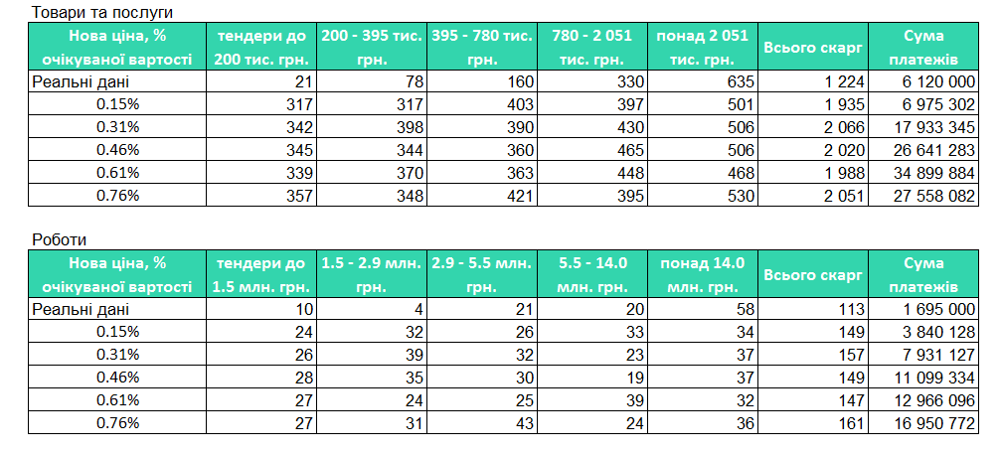 Товари та послуги
Нова ціна, % очікуваної вартості | тендери до 200 тис. грн. | 200 - 395 тис. грн. | 395 - 780 тис. грн. | 780 - 2 051 тис. грн. | понад 2 051 тис. грн. | Всього скарг | Сума платежів
Реальні дані | 21 | 78 | 160 | 330 | 635 | 1 224 | 6 120 000
0.15% | 317 | 317 | 403 | 397 | 501 | 1 935 | 6 975 302
0.31% | 342 | 398 | 390 | 430 | 506 | 2 066 | 17 933 345
0.46% | 345 | 344 | 360 | 465 | 506 | 2 020 | 26 641 283
0.61% | 339 | 370 | 363 | 448 | 468 | 1 988 | 34 899 884
0.76% | 357 | 348 | 421 | 395 | 530 | 2 051 | 27 558 082
Роботи
Нова ціна, % очікуваної вартості | тендери до 1.5 млн. грн. | 1.5 - 2.9 млн. грн. | 2.9 - 5.5 млн. грн. | 5.5 - 14.0 млн. грн. | понад 14.0 млн. грн. | Всього скарг | Сума платежів
Реальні дані | 10 | 4 | 21 | 20 | 58 | 113 | 1 695 000
0.15% | 24 | 32 | 26 | 33 | 34 | 149 | 3 840 128
0.31% | 26 | 39 | 32 | 23 | 37 | 157 | 7 931 127
0.46% | 28 | 35 | 30 | 19 | 37 | 149 | 11 099 334
0.61% | 27 | 24 | 25 | 39 | 32 | 147 | 12 966 096
0.76% | 27 | 31 | 43 | 24 | 36 | 161 | 16 950 772